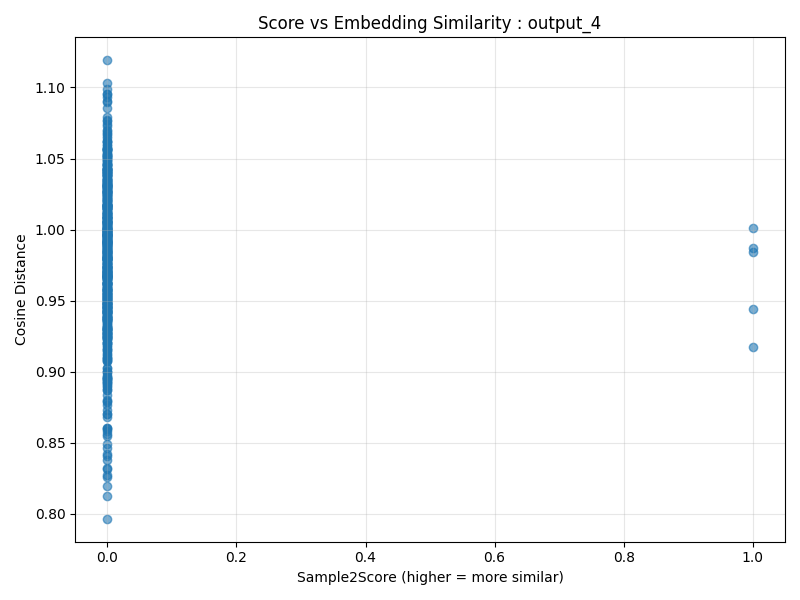 Score vs Embedding Similarity : output_4
1.10
1.05
1.00
0.95
0.90
0.85
0.80
Cosine Distance
0.0 0.2 0.4 0.6 0.8 1.0
Sample2Score (higher = more similar)